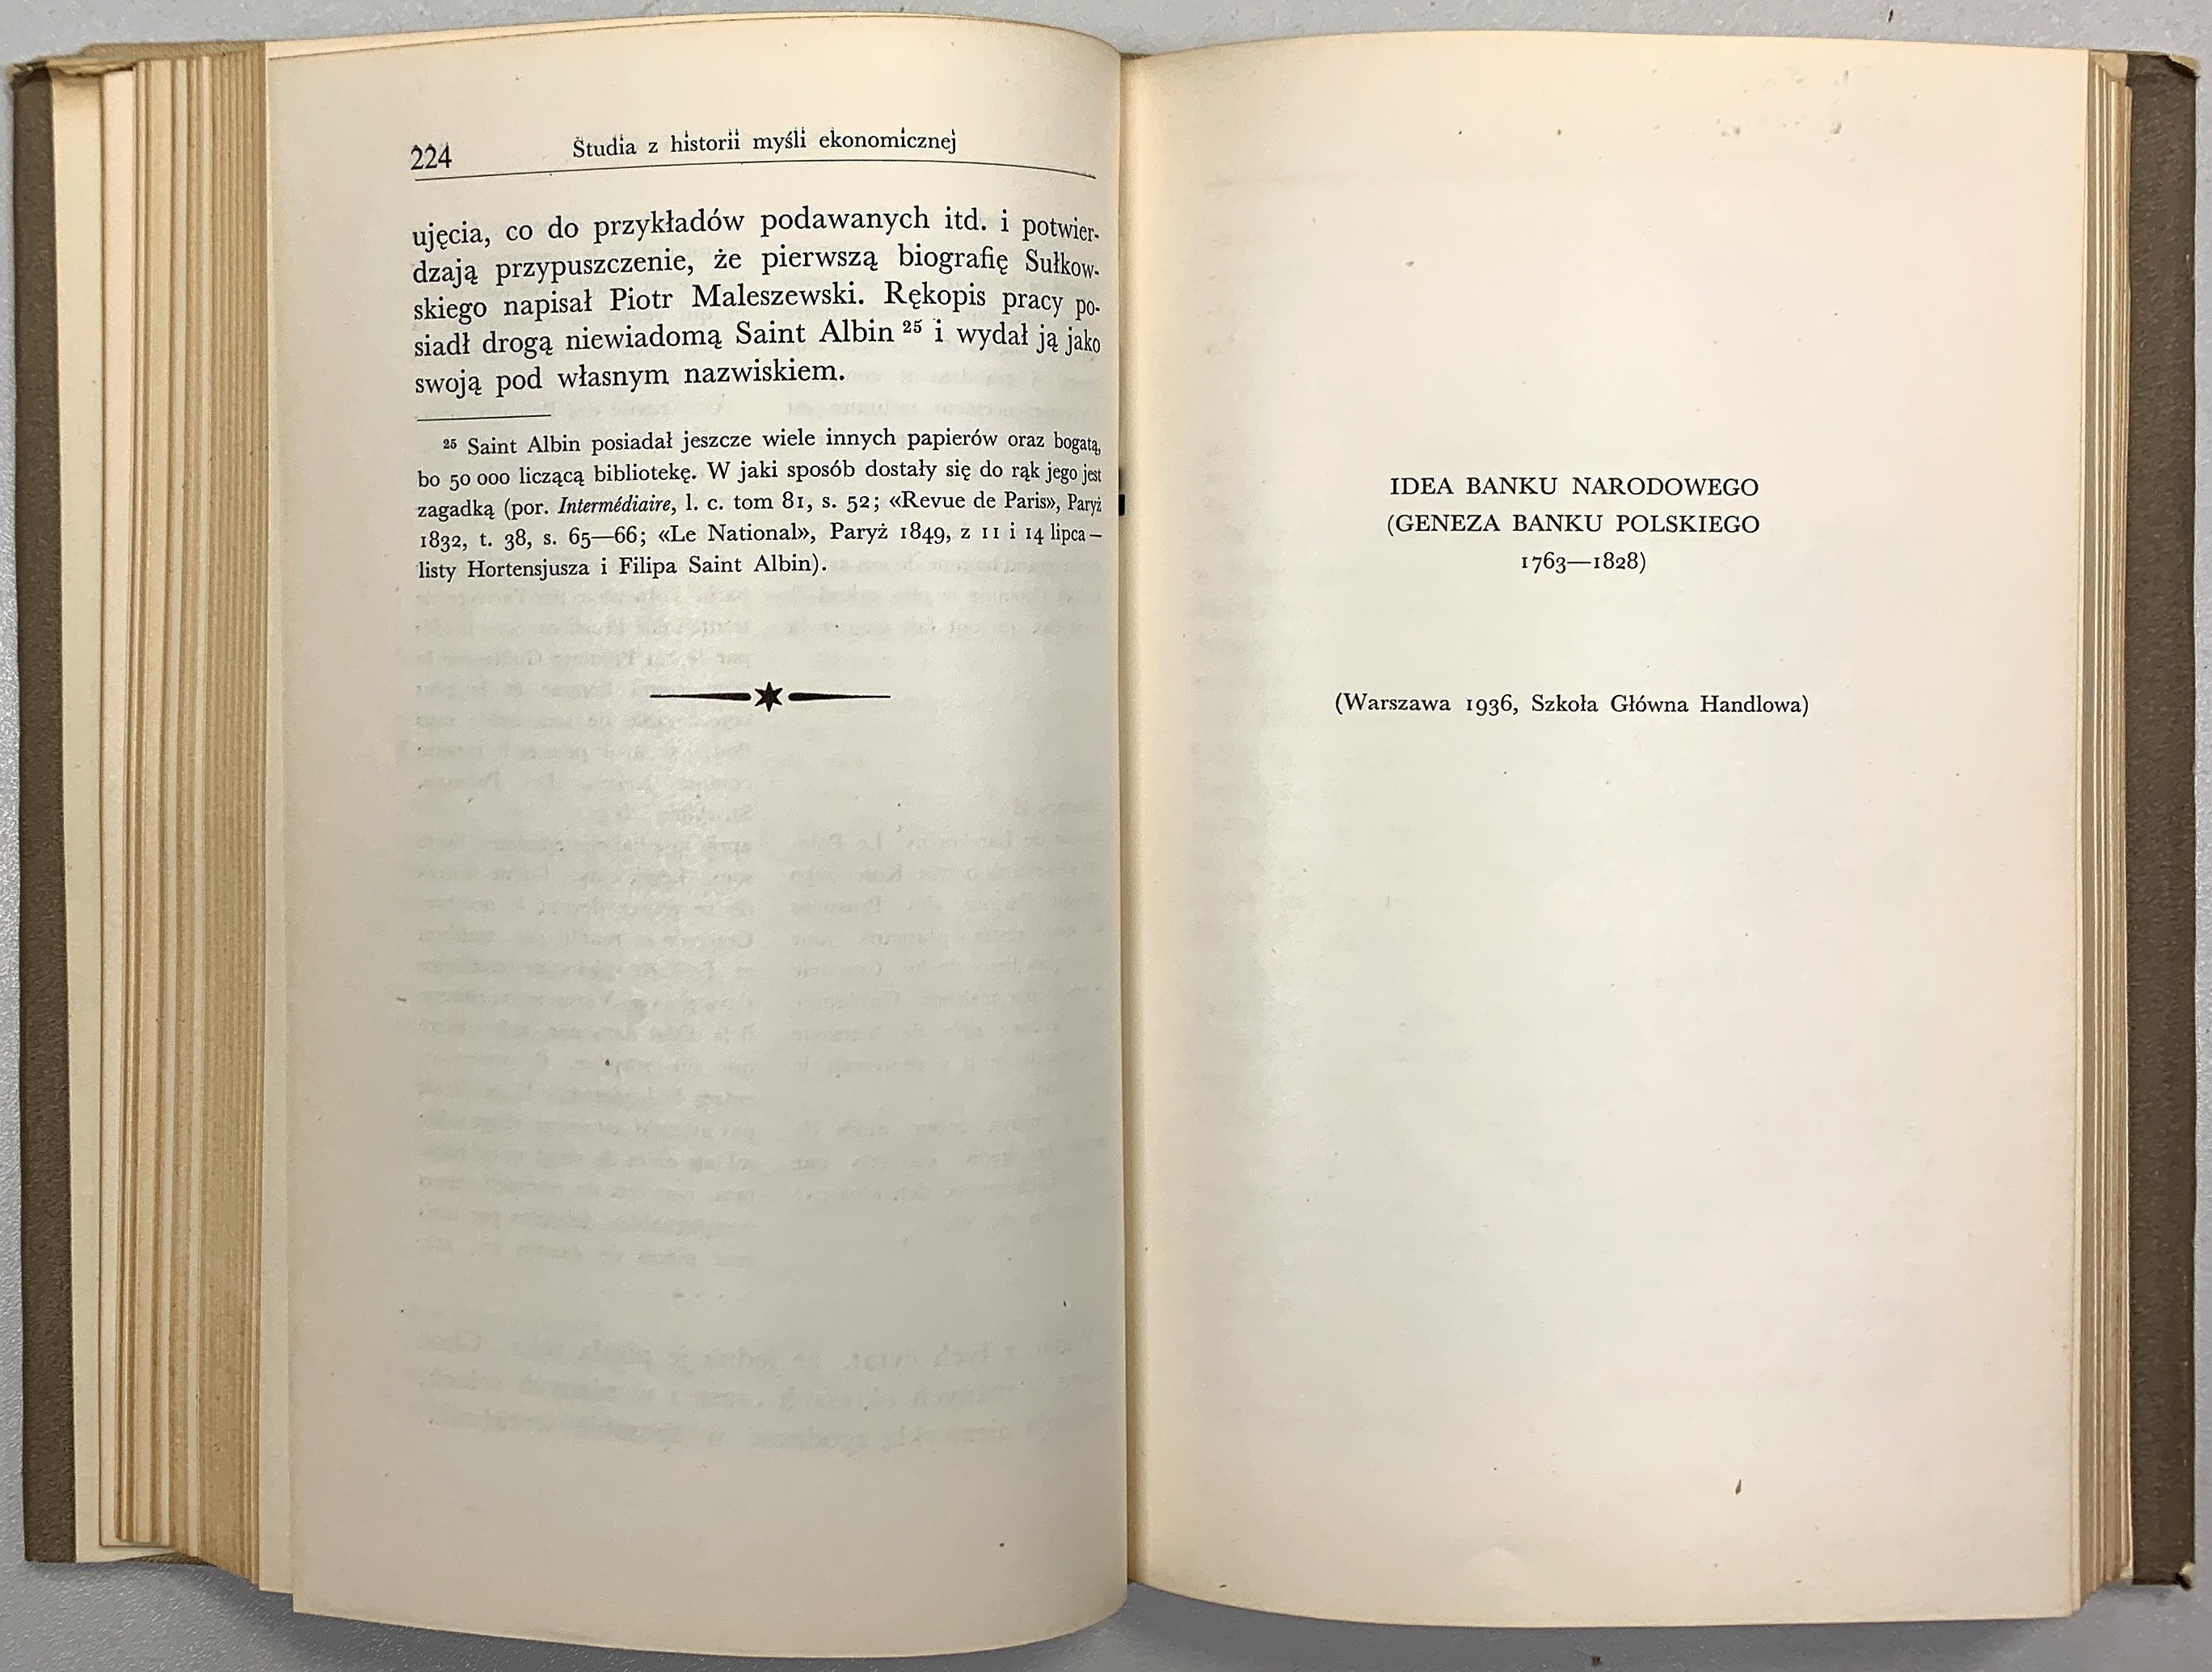 224
Studia z historii myśli ekonomicznej
ujęcia, co do przykładów podawanych itd. i potwier-
dzają przypuszczenie, że pierwszą biografię Sułkow-
skiego napisał Piotr Maleszewski. Rękopis pracy po-
siadł drogą niewiadomą Saint Albin ²⁵ i wydał ją jako
swoją pod własnym nazwiskiem.
²⁵ Saint Albin posiadał jeszcze wiele innych papierów oraz bogatą,
bo 50 000 liczącą bibliotekę. W jaki sposób dostały się do rąk jego jest
zagadką (por. Intermédiaire, l. c. tom 81, s. 52; «Revue de Paris», Paryż
1832, t. 38, s. 65—66; «Le National», Paryż 1849, z 11 i 14 lipca –
listy Hortensjusza i Filipa Saint Albin).
IDEA BANKU NARODOWEGO
(GENEZA BANKU POLSKIEGO
1763—1828)
(Warszawa 1936, Szkoła Główna Handlowa)